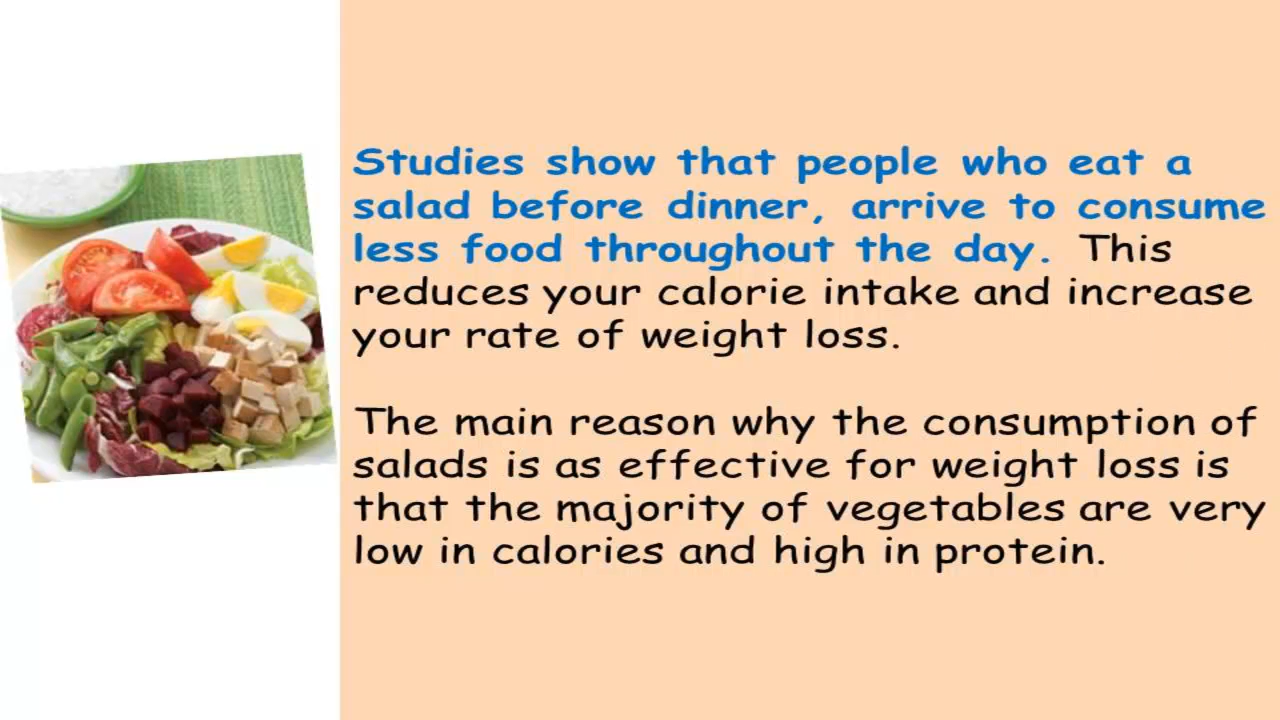 Studies show that people who eat a
salad before dinner, arrive to consume
less food throughout the day. This
reduces your calorie intake and increase
your rate of weight loss.
The main reason why the consumption of
salads is as effective for weight loss is
that the majority of vegetables are very
low in calories and high in protein.